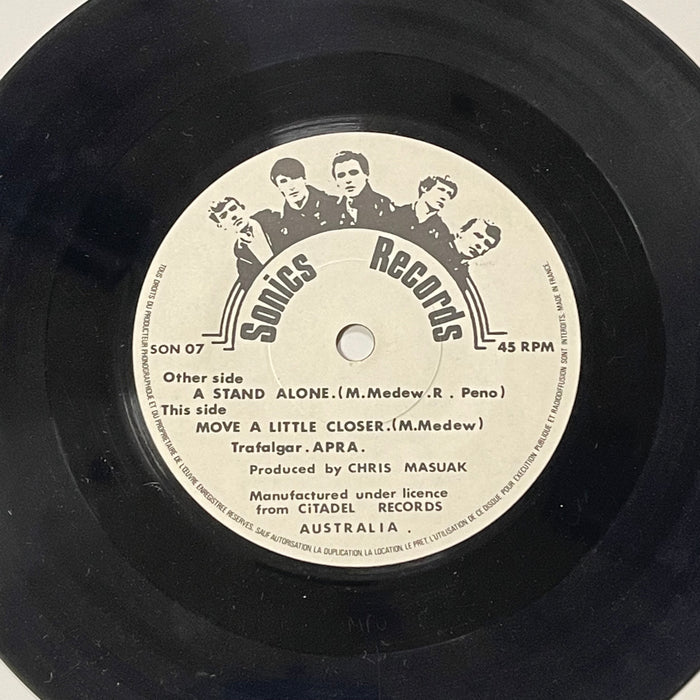 Sonics Records
SON 07
45 RPM
Other side
A STAND ALONE.(M.Medew.R . Peno)
This side
MOVE A LITTLE CLOSER.(M.Medew)
Trafalgar.APRA.
Produced by CHRIS MASUAK
Manufactured under licence
from CiTADEL RECORDS
AUSTRALIA .
TOUS DROITS DU PRODUCTEUR PHONOGRAPHIQUE ET DU PROPRIETAIRE DE L'ŒUVRE ENREGISTREE RESERVES. SAUF AUTORISATION, LA DUPLICATION, LA LOCATION, LE PRET, L'UTILISATION DE CE DISQUE POUR EXECUTION PUBLIQUE ET RADIODIFFUSION SONT INTERDITS. MADE IN FRANCE.